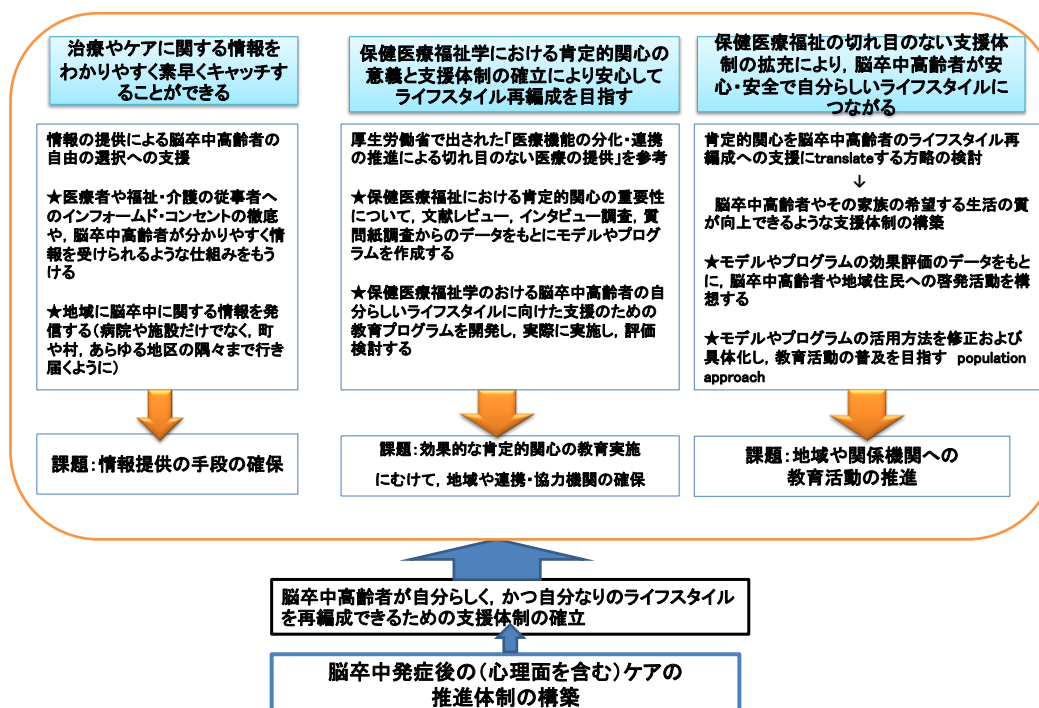 治療やケアに関する情報を
わかりやすく素早くキャッチす
ることができる
情報の提供による脳卒中高齢者の
自由の選択への支援
★医療者や福祉・介護の従事者へ
のインフォームド・コンセントの徹底
や，脳卒中高齢者が分かりやすく情
報を受けられるような仕組みをもう
ける
★地域に脳卒中に関する情報を発
信する（病院や施設だけでなく，町
や村，あらゆる地区の隅々まで行き
届くように）
課題：情報提供の手段の確保
保健医療福祉学における肯定的関心の
意義と支援体制の確立により安心して
ライフスタイル再編成を目指す
厚生労働省で出された「医療機能の分化・連携
の推進による切れ目のない医療の提供」を参考
★保健医療福祉における肯定的関心の重要性
について，文献レビュー，インタビュー調査，質
問紙調査からのデータをもとにモデルやプログ
ラムを作成する
★保健医療福祉学のおける脳卒中高齢者の自
分らしいライフスタイルに向けた支援のための
教育プログラムを開発し，実際に実施し，評価
検討する
課題：効果的な肯定的関心の教育実施
にむけて，地域や連携・協力機関の確保
保健医療福祉の切れ目のない支援体
制の拡充により，脳卒中高齢者が安
心・安全で自分らしいライフスタイルに
つながる
肯定的関心を脳卒中高齢者のライフスタイル再
編成への支援にtranslateする方略の検討
↓
脳卒中高齢者やその家族の希望する生活の質
が向上できるような支援体制の構築
★モデルやプログラムの効果評価のデータをもと
に，脳卒中高齢者や地域住民への啓発活動を構
想する
★モデルやプログラムの活用方法を修正および
具体化し，教育活動の普及を目指す population
approach
課題：地域や関係機関への
教育活動の推進
脳卒中高齢者が自分らしく，かつ自分なりのライフスタイル
を再編成できるための支援体制の確立
脳卒中発症後の（心理面を含む）ケアの
推進体制の構築